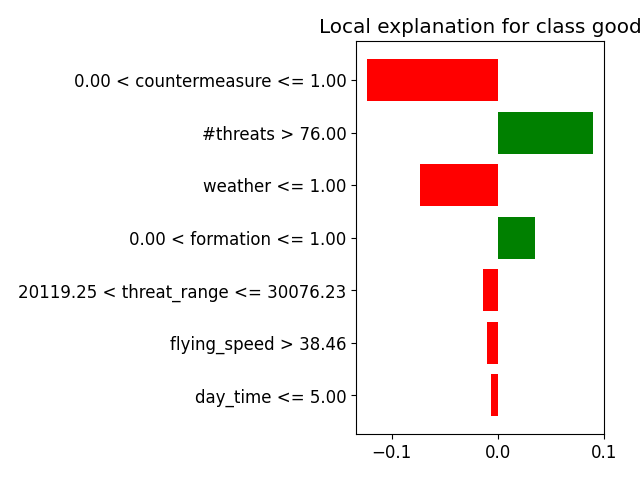 Local explanation for class good
0.00 < countermeasure <= 1.00
#threats > 76.00
weather <= 1.00
0.00 < formation <= 1.00
20119.25 < threat_range <= 30076.23
flying_speed > 38.46
day_time <= 5.00
−0.1 0.0 0.1